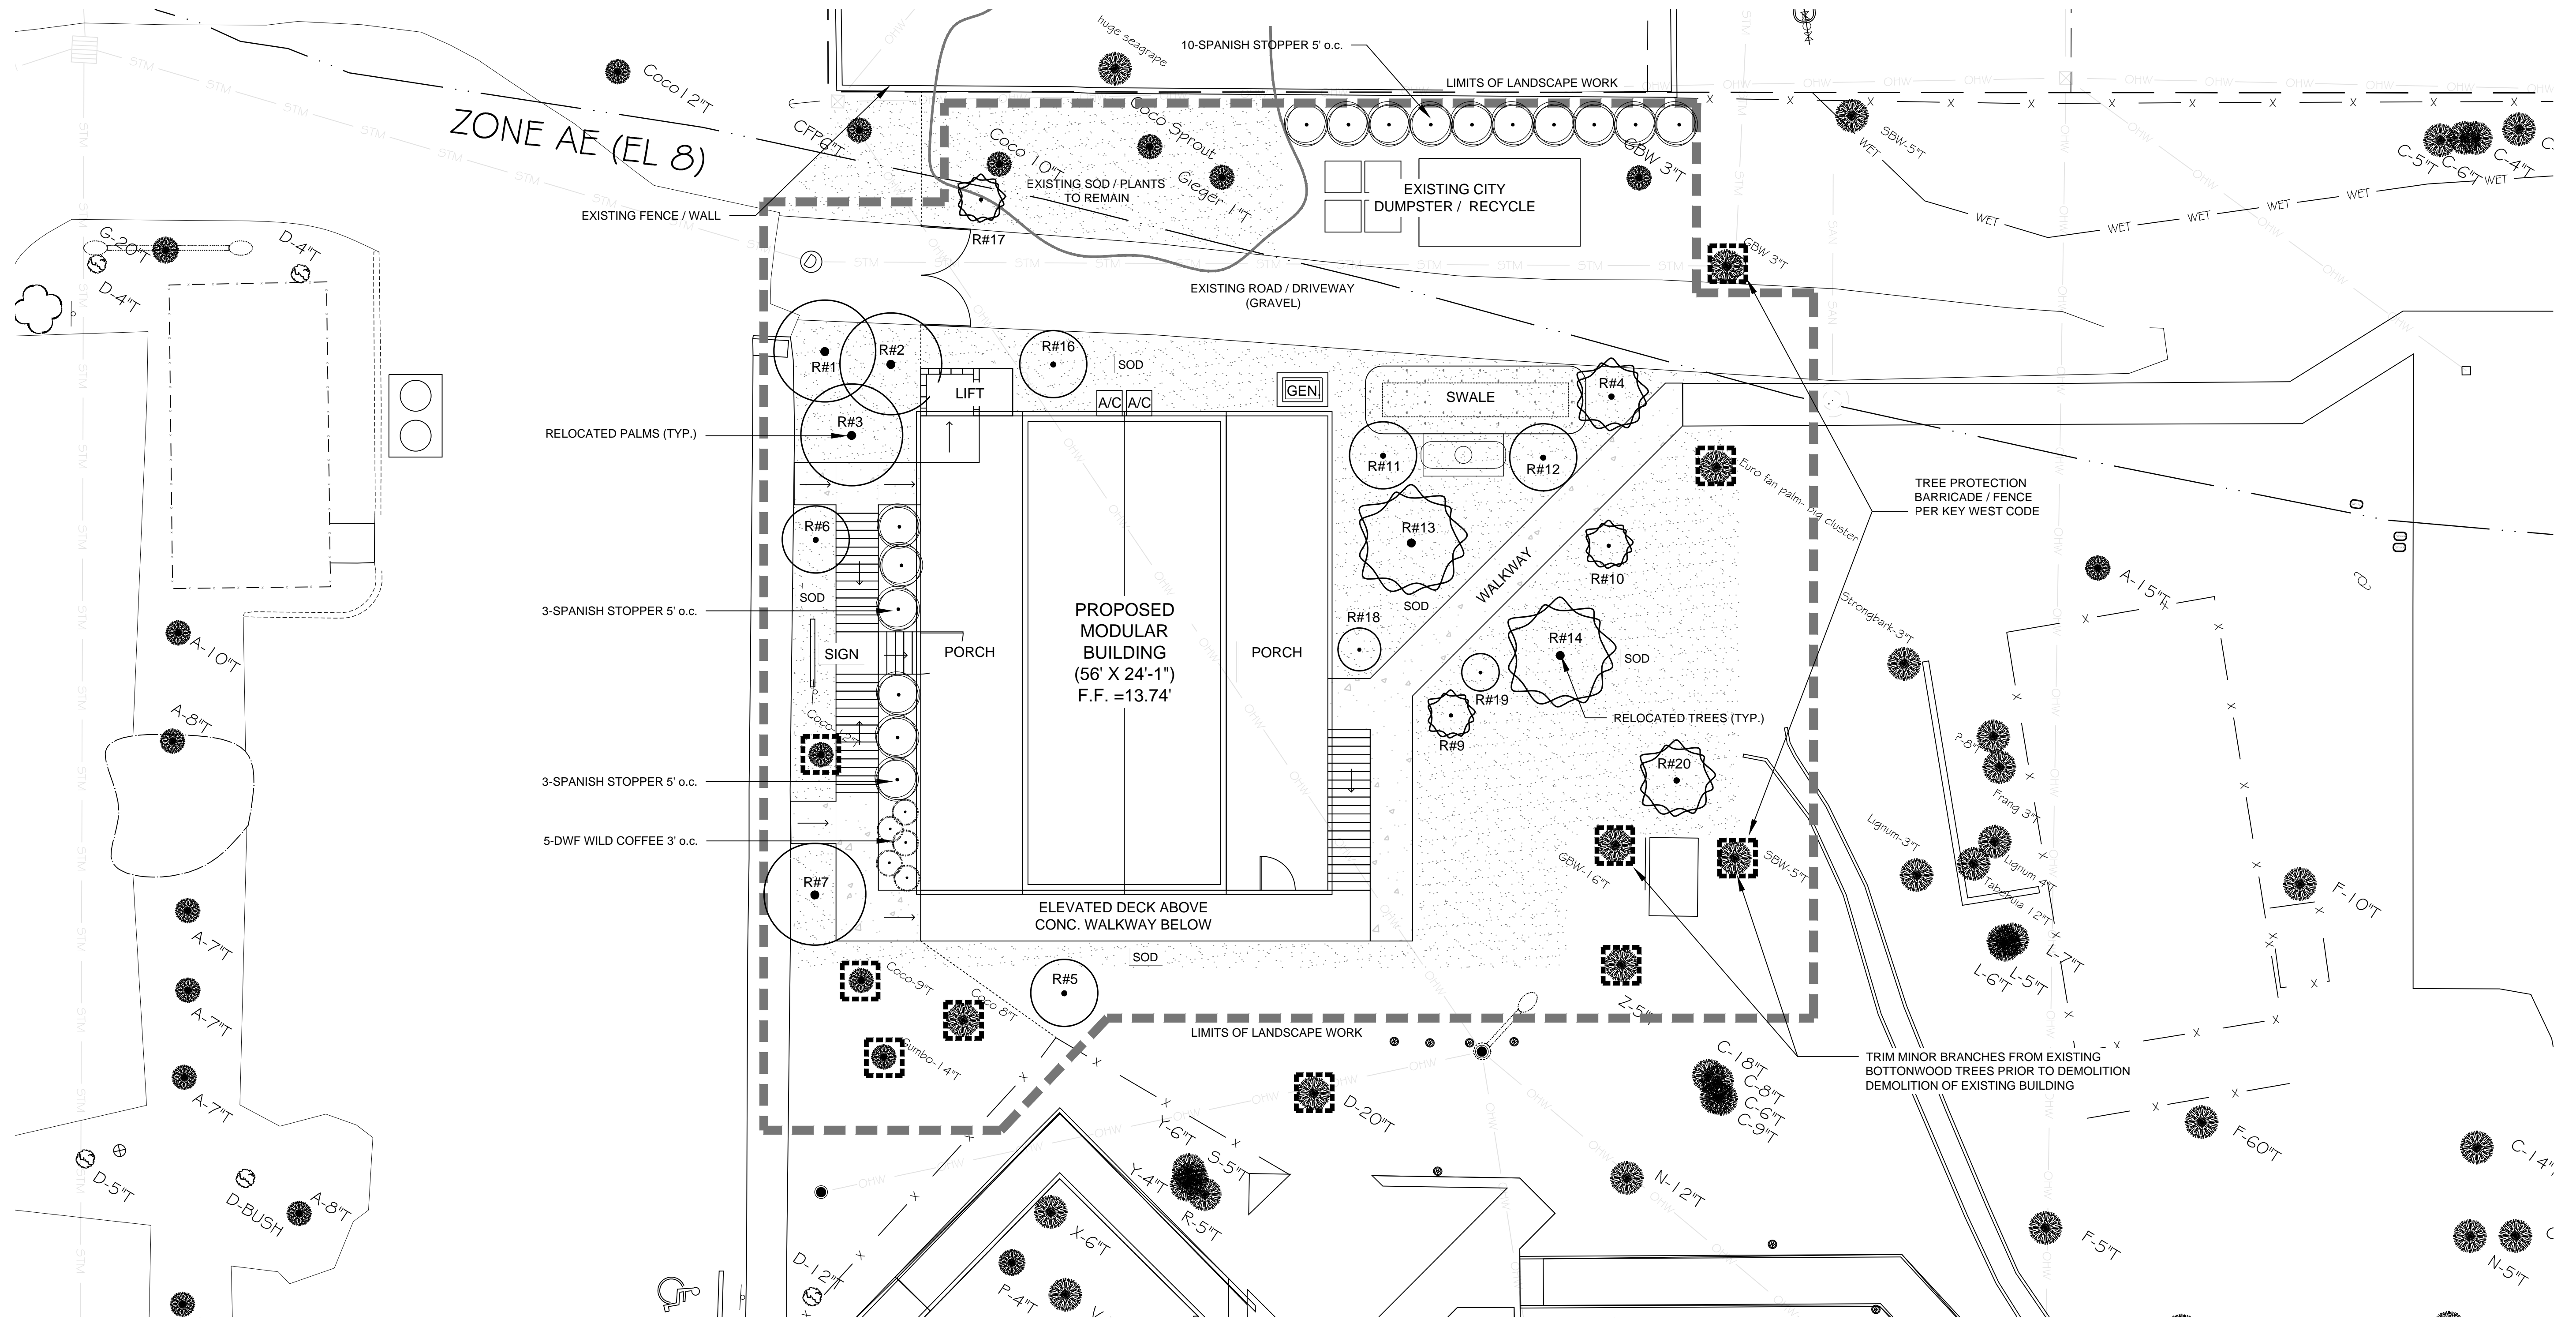 huge seagrape
10-SPANISH STOPPER 5' o.c.
LIMITS OF LANDSCAPE WORK
Coco 12"T
ZONE AE (EL 8)
CFP6"T
Coco 10"T
Coco Sprout
Gieger 1"T
GBW 3"T
SBW-5"T
C-5"T
C-6"T
C-4"T
EXISTING SOD / PLANTS
TO REMAIN
EXISTING CITY
DUMPSTER / RECYCLE
EXISTING FENCE / WALL
R#17
GBW 3"T
G-20"T
D-4"T
D-4"T
D
EXISTING ROAD / DRIVEWAY
(GRAVEL)
STM
OHW
SAN
WET
R#1
R#2
R#16
SOD
LIFT
A/C
A/C
GEN.
SWALE
R#4
R#3
RELOCATED PALMS (TYP.)
R#11
R#12
Euro fan palm- big cluster
TREE PROTECTION
BARRICADE / FENCE
PER KEY WEST CODE
R#6
R#13
R#10
WALKWAY
SOD
SOD
3-SPANISH STOPPER 5' o.c.
PROPOSED
MODULAR
BUILDING
(56' X 24'-1")
F.F. =13.74'
R#18
R#14
SOD
A-15"T
Strongbark-3"T
A-10"T
SIGN
PORCH
PORCH
R#19
RELOCATED TREES (TYP.)
R#9
A-8"T
R#20
?-8"T
Frang 3"T
3-SPANISH STOPPER 5' o.c.
5-DWF WILD COFFEE 3' o.c.
Lignum-3"T
Lignum 4"T
Tabebuia 12"T
GBW-16"T
SBW-5"T
R#7
F-10"T
ELEVATED DECK ABOVE
CONC. WALKWAY BELOW
A-7"T
SOD
L-7"T
L-5"T
L-6"T
Coco-9"T
Coco 8"T
R#5
Z-5"T
A-7"T
LIMITS OF LANDSCAPE WORK
Gumbo-14"T
C-18"T
C-8"T
C-6"T
C-9"T
TRIM MINOR BRANCHES FROM EXISTING
BOTTONWOOD TREES PRIOR TO DEMOLITION
DEMOLITION OF EXISTING BUILDING
A-7"T
D-20"T
Y-6"T
S-5"T
Y-4"T
R-5"T
F-60"T
C-14"
D-5"T
D-BUSH
A-8"T
N-12"T
X-6"T
F-5"T
N-5"T
D-12"T
P-4"T